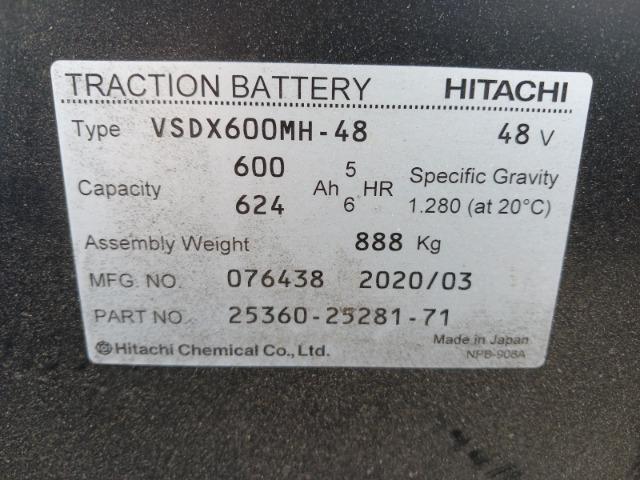 TRACTION BATTERY HITACHI
Type VSDX600MH-48 48 V
Capacity 600 624 Ah 5 6 HR Specific Gravity 1.280 (at 20°C)
Assembly Weight 888 Kg
MFG. NO. 076438 2020/03
PART NO. 25360-25281-71
Hitachi Chemical Co., Ltd. Made in Japan
NPB-908A